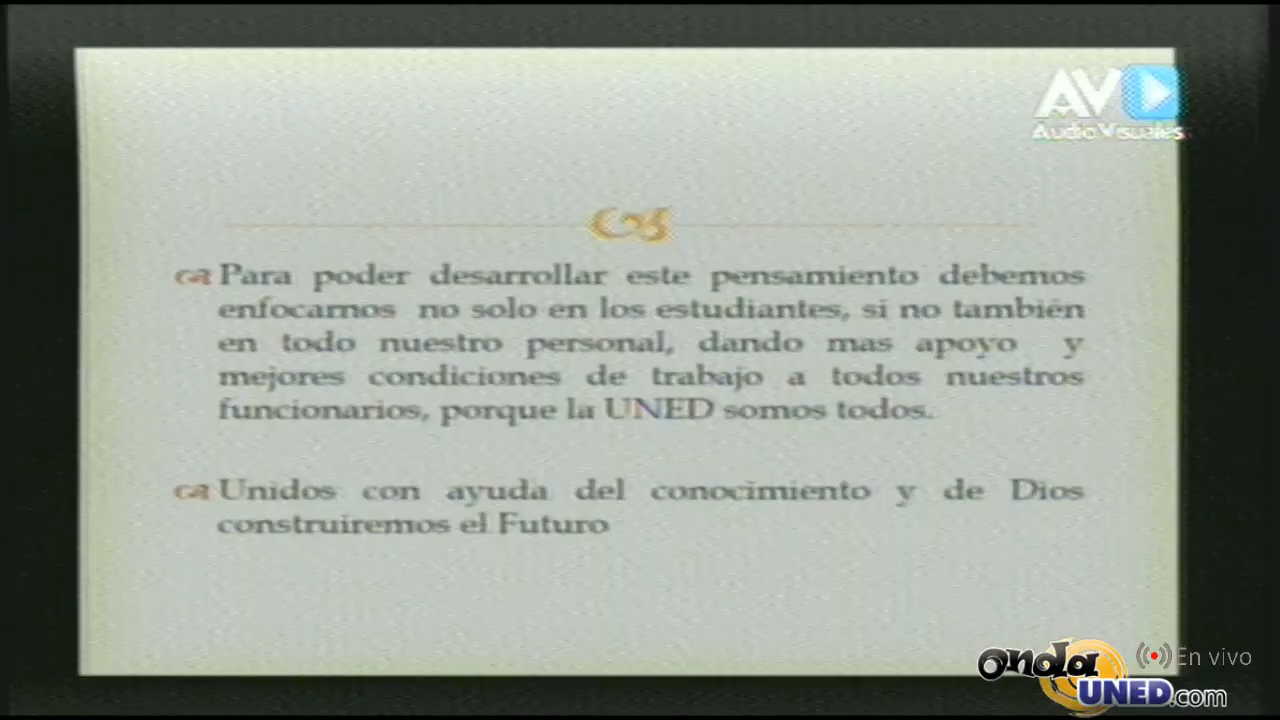 AV
AudioVisuales
Para poder desarrollar este pensamiento debemos
enfocarnos no solo en los estudiantes, si no también
en todo nuestro personal, dando mas apoyo y
mejores condiciones de trabajo a todos nuestros
funcionarios, porque la UNED somos todos.
Unidos con ayuda del conocimiento y de Dios
construiremos el Futuro
onda
UNED.com
En vivo